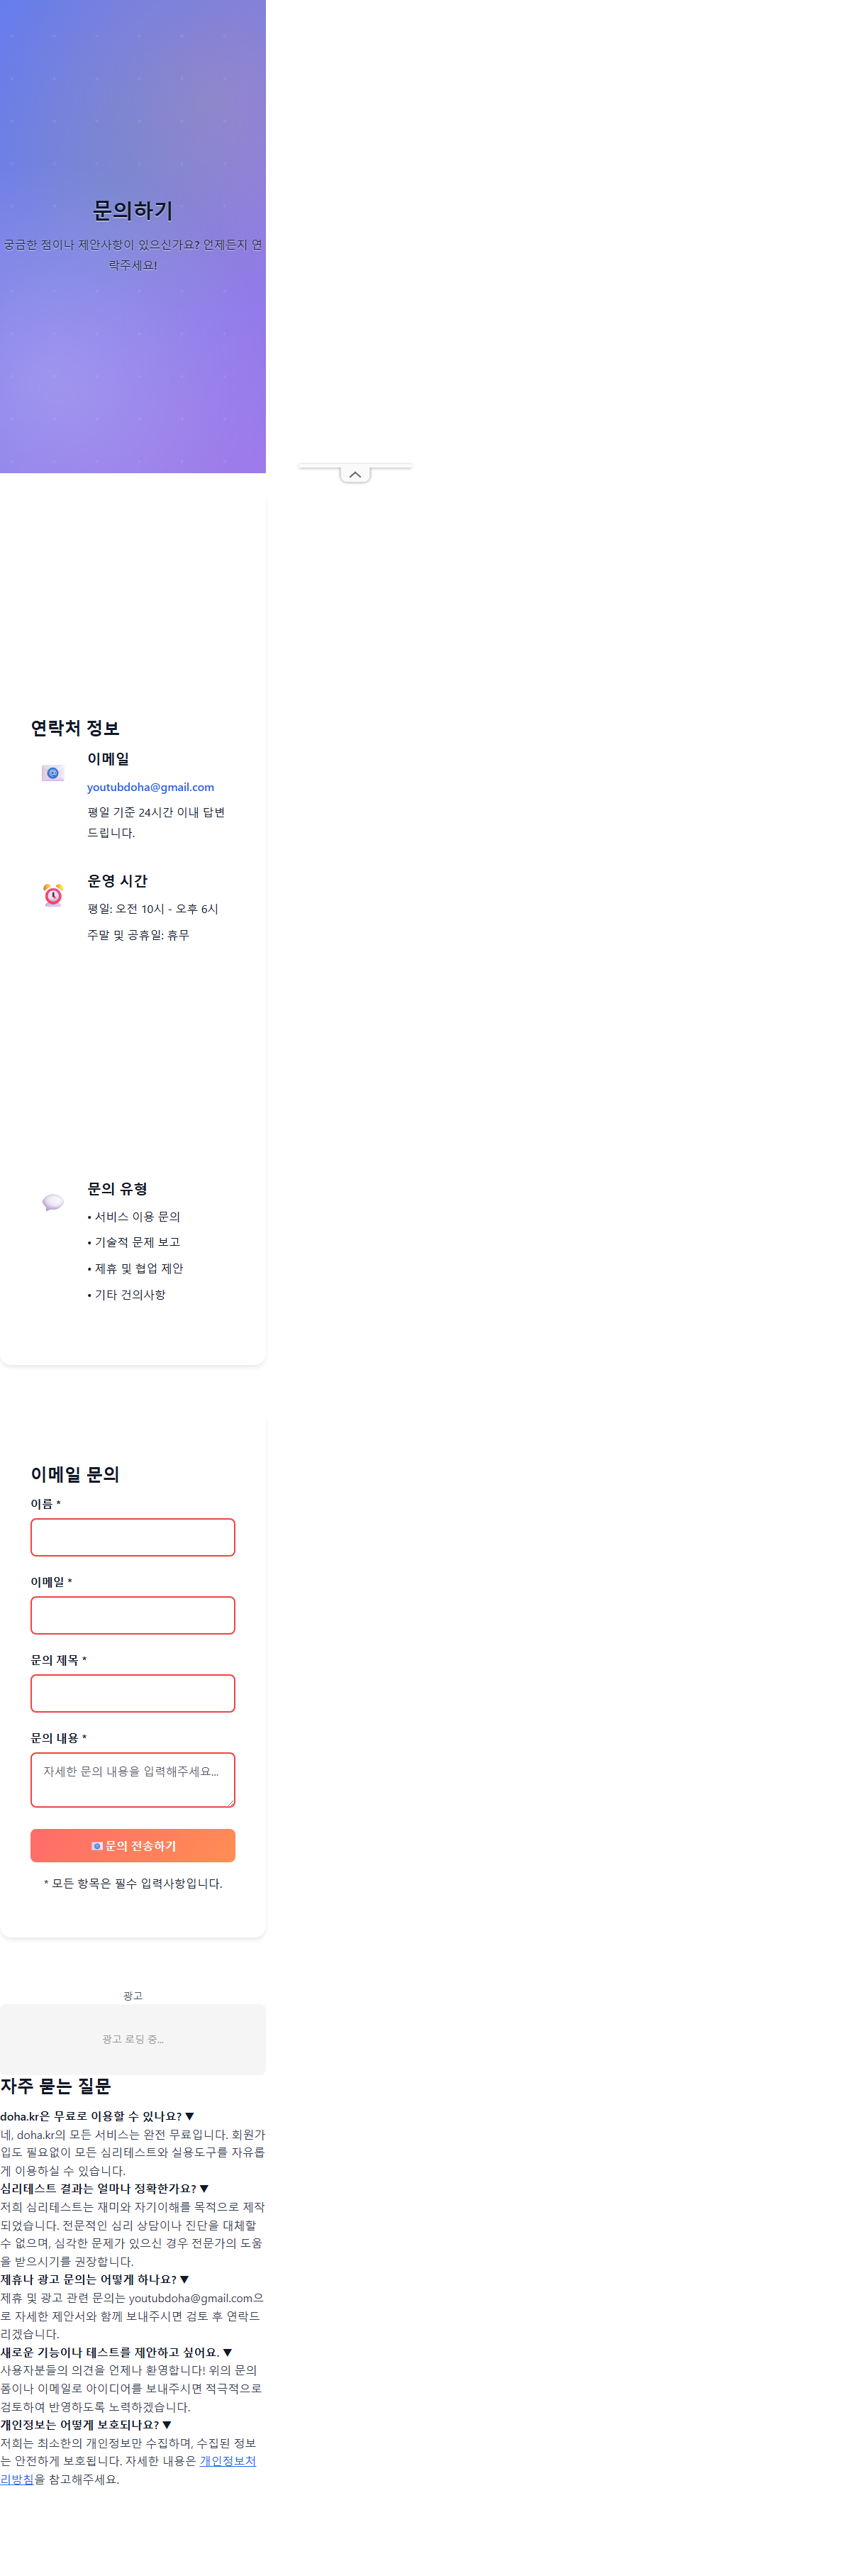 문의하기
궁금한 점이나 제안사항이 있으신가요? 언제든지 연
락주세요!
연락처 정보
이메일
youtubdoha@gmail.com
평일 기준 24시간 이내 답변
드립니다.
운영 시간
평일: 오전 10시 - 오후 6시
주말 및 공휴일: 휴무
문의 유형
• 서비스 이용 문의
• 기술적 문제 보고
• 제휴 및 협업 제안
• 기타 건의사항
이메일 문의
이름 *
이메일 *
문의 제목 *
문의 내용 *
자세한 문의 내용을 입력해주세요...
문의 전송하기
* 모든 항목은 필수 입력사항입니다.
광고
광고 로딩 중...
자주 묻는 질문
doha.kr은 무료로 이용할 수 있나요? ▼
네, doha.kr의 모든 서비스는 완전 무료입니다. 회원가
입도 필요없이 모든 심리테스트와 실용도구를 자유롭
게 이용하실 수 있습니다.
심리테스트 결과는 얼마나 정확한가요? ▼
저희 심리테스트는 재미와 자기이해를 목적으로 제작
되었습니다. 전문적인 심리 상담이나 진단을 대체할
수 없으며, 심각한 문제가 있으신 경우 전문가의 도움
을 받으시기를 권장합니다.
제휴나 광고 문의는 어떻게 하나요? ▼
제휴 및 광고 관련 문의는 youtubdoha@gmail.com으
로 자세한 제안서와 함께 보내주시면 검토 후 연락드
리겠습니다.
새로운 기능이나 테스트를 제안하고 싶어요. ▼
사용자분들의 의견을 언제나 환영합니다! 위의 문의
폼이나 이메일로 아이디어를 보내주시면 적극적으로
검토하여 반영하도록 노력하겠습니다.
개인정보는 어떻게 보호되나요? ▼
저희는 최소한의 개인정보만 수집하며, 수집된 정보
는 안전하게 보호됩니다. 자세한 내용은 개인정보처
리방침을 참고해주세요.